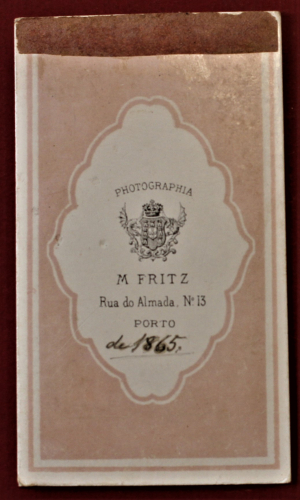 PHOTOGRAPHIA
M FRITZ
Rua do Almada, Nº 13
PORTO
de 1865.